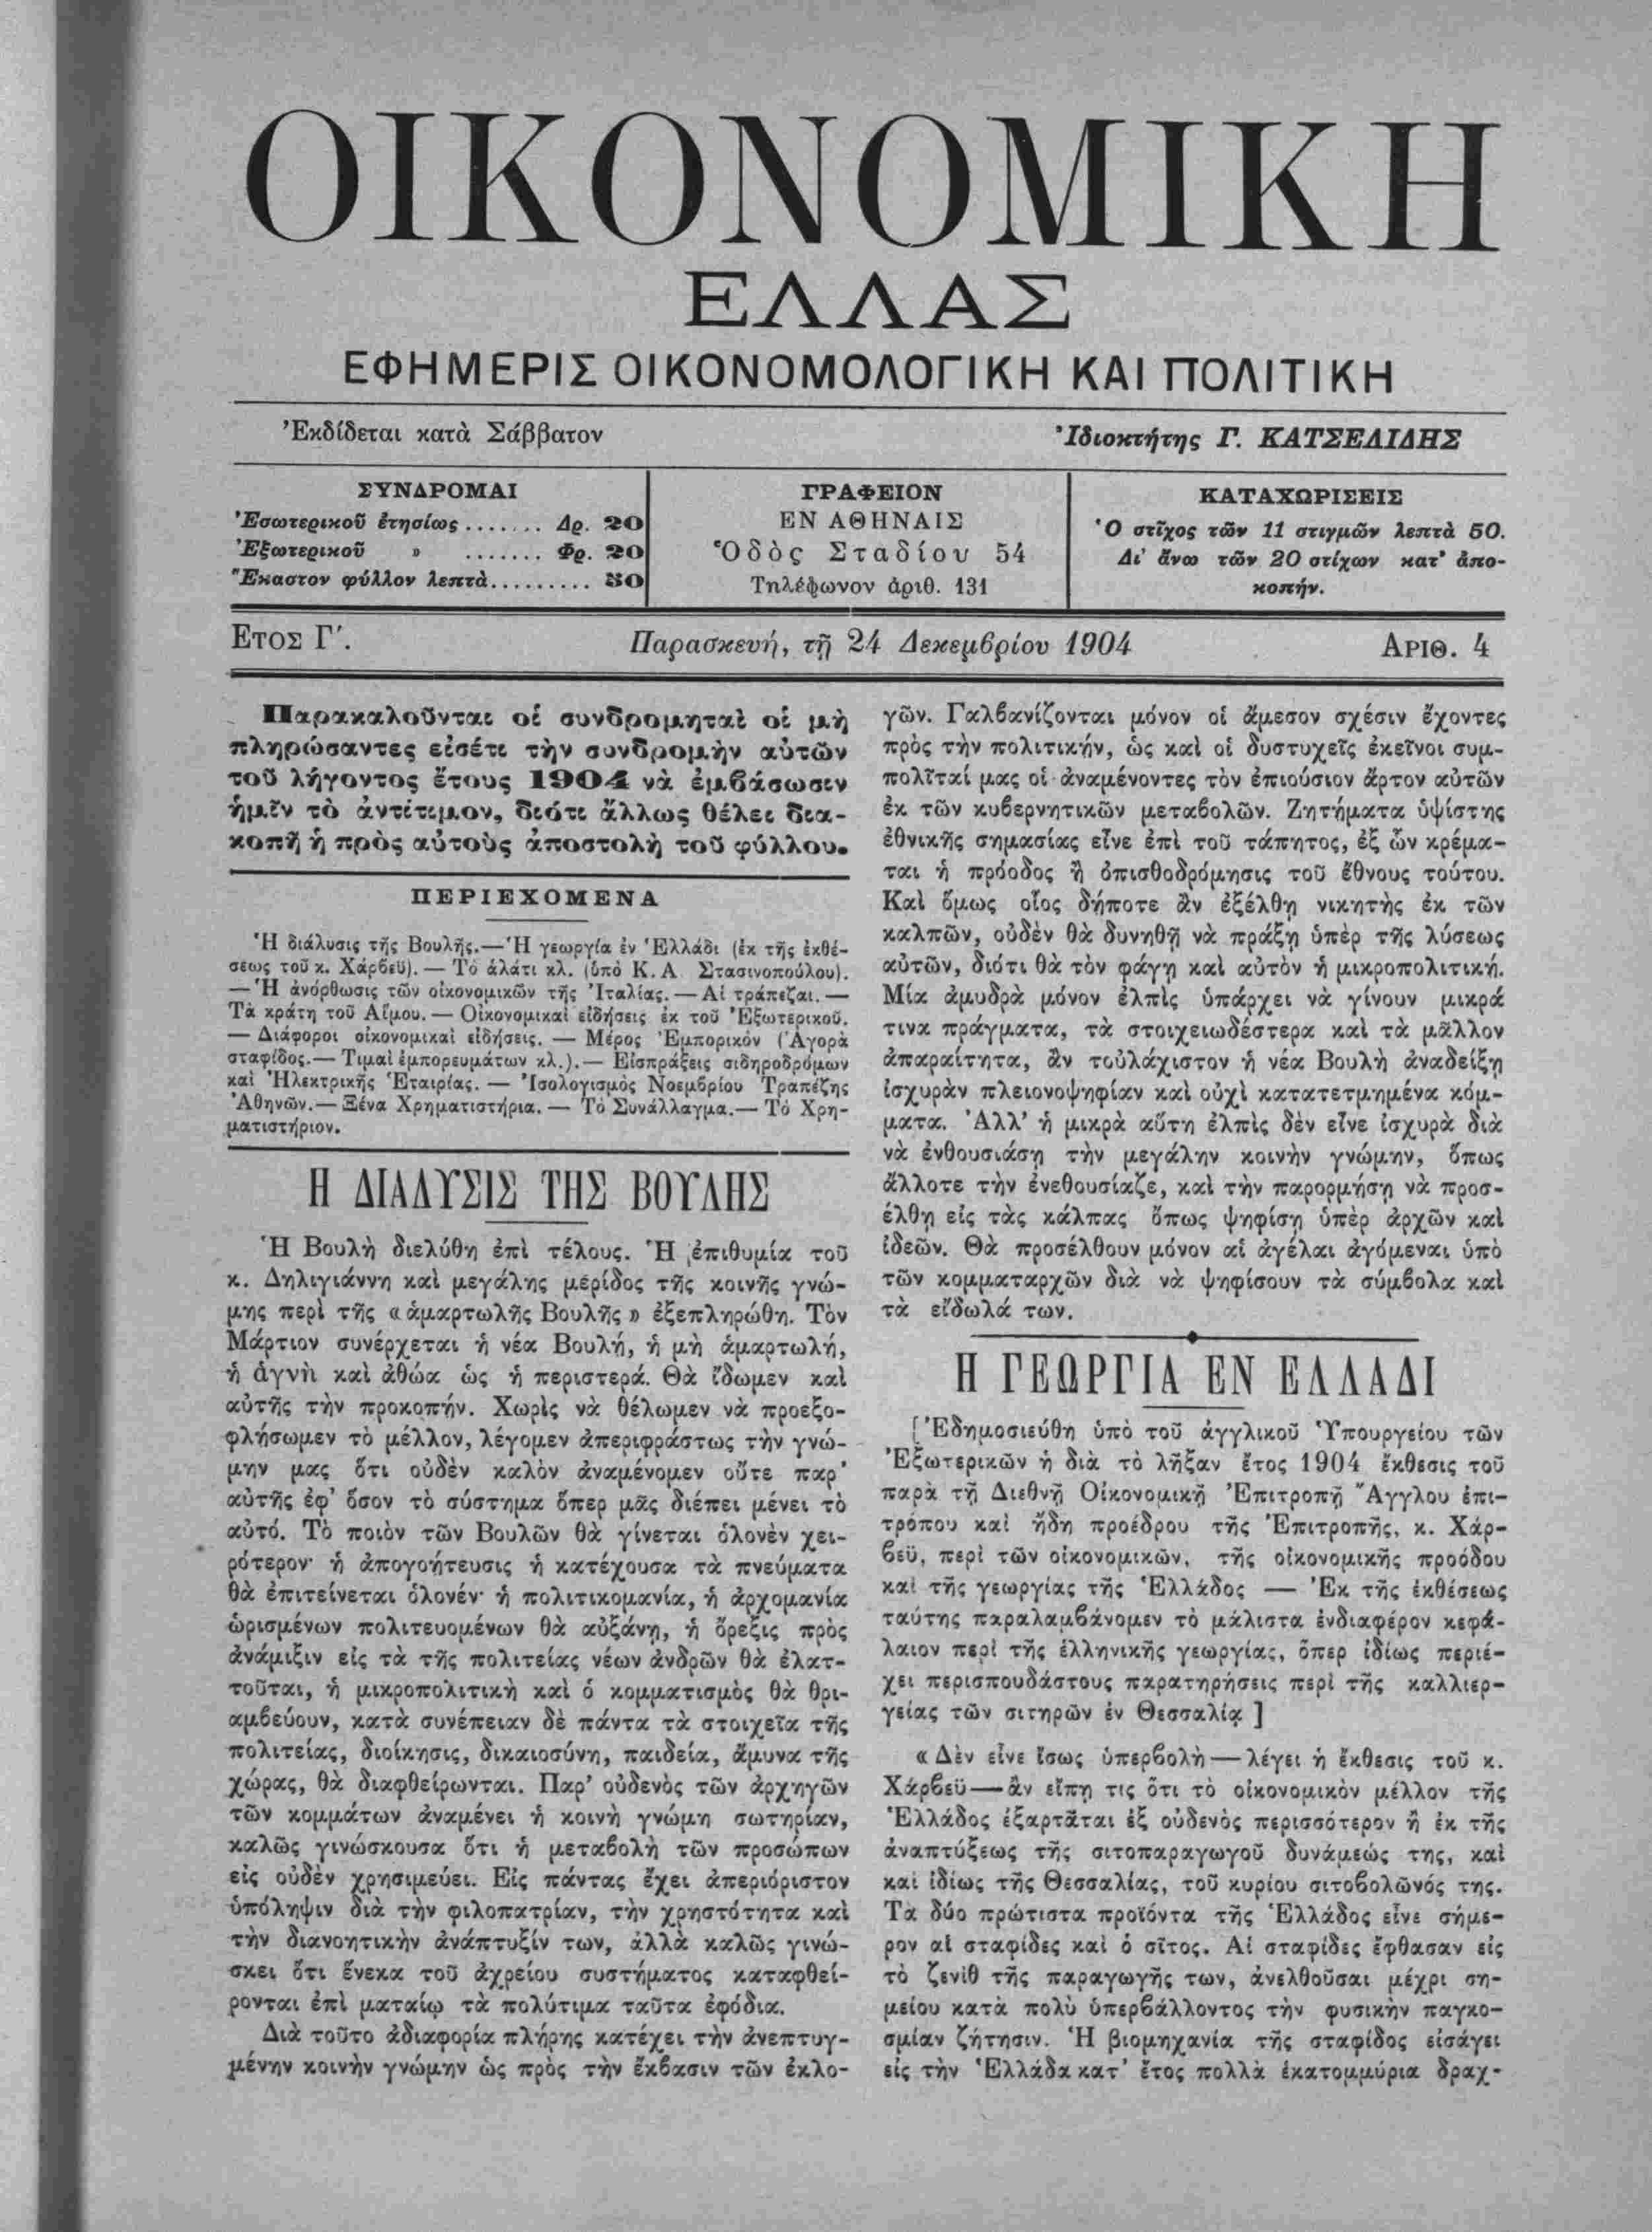 ΟΙΚΟΝΟΜΙΚΗ
ΕΛΛΑΣ
ΕΦΗΜΕΡΙΣ ΟΙΚΟΝΟΜΟΛΟΓΙΚΗ ΚΑΙ ΠΟΛΙΤΙΚΗ
Ἐκδίδεται κατὰ Σάββατον
Ἰδιοκτήτης Γ. ΚΑΤΣΕΛΙΔΗΣ
ΣΥΝΔΡΟΜΑΙ
Ἐσωτερικοῦ ἐτησίως ....... Δρ. 20
Ἐξωτερικοῦ » ....... Φρ. 20
Ἕκαστον φύλλον λεπτὰ.......... 50
ΓΡΑΦΕΙΟΝ
ΕΝ ΑΘΗΝΑΙΣ
Ὁδὸς Σταδίου 54
Τηλέφωνον ἀριθ. 131
ΚΑΤΑΧΩΡΙΣΕΙΣ
Ὁ στῖχος τῶν 11 στιγμῶν λεπτὰ 50.
Δι' ἄνω τῶν 20 στίχων κατ' ἀπο-
κοπήν.
ΕΤΟΣ Γ'.
Παρασκευή, τῇ 24 Δεκεμβρίου 1904
ΑΡΙΘ. 4
Παρακαλοῦνται οἱ συνδρομηταὶ οἱ μὴ
πληρώσαντες εἰσέτι τὴν συνδρομὴν αὑτῶν
τοῦ λήγοντος ἔτους 1904 νὰ ἐμβάσωσιν
ἡμῖν τὸ ἀντίτιμον, διότι ἄλλως θέλει δια-
κοπῆ ἡ πρὸς αὐτοὺς ἀποστολὴ τοῦ φύλλου.
ΠΕΡΙΕΧΟΜΕΝΑ
Ἡ διάλυσις τῆς Βουλῆς.—Ἡ γεωργία ἐν Ἑλλάδι (ἐκ τῆς ἐκθέ-
σεως τοῦ κ. Χάρβεϋ).— Τὸ ἁλάτι κλ. (ὑπὸ Κ. Α Στασινοπούλου).
— Ἡ ἀνόρθωσις τῶν οἰκονομικῶν τῆς Ἰταλίας.— Αἱ τράπεζαι.—
Τὰ κράτη τοῦ Αἵμου.— Οἰκονομικαὶ εἰδήσεις ἐκ τοῦ Ἐξωτερικοῦ.
— Διάφοροι οἰκονομικαὶ εἰδήσεις. — Μέρος Ἐμπορικόν (Ἀγορὰ
σταφίδος.— Τιμαὶ ἐμπορευμάτων κλ.).— Εἰσπράξεις σιδηροδρόμων
καὶ Ἠλεκτρικῆς Ἑταιρίας. — Ἰσολογισμὸς Νοεμβρίου Τραπέζης
Ἀθηνῶν.— Ξένα Χρηματιστήρια. — Τὸ Συνάλλαγμα.— Τὸ Χρη-
ματιστήριον.
Η ΔΙΑΛΥΣΙΣ ΤΗΣ ΒΟΥΛΗΣ
Ἡ Βουλὴ διελύθη ἐπὶ τέλους. Ἡ ἐπιθυμία τοῦ
κ. Δηλιγιάννη καὶ μεγάλης μερίδος τῆς κοινῆς γνώ-
μης περὶ τῆς «ἁμαρτωλῆς Βουλῆς» ἐξεπληρώθη. Τὸν
Μάρτιον συνέρχεται ἡ νέα Βουλή, ἡ μὴ ἁμαρτωλή,
ἡ ἁγνὴ καὶ ἀθώα ὡς ἡ περιστερά. Θὰ ἴδωμεν καὶ
αὐτῆς τὴν προκοπήν. Χωρὶς νὰ θέλωμεν νὰ προεξο-
φλήσωμεν τὸ μέλλον, λέγομεν ἀπεριφράστως τὴν γνώ-
μην μας ὅτι οὐδὲν καλὸν ἀναμένομεν οὔτε παρ'
αὐτῆς ἐφ' ὅσον τὸ σύστημα ὅπερ μᾶς διέπει μένει τὸ
αὐτό. Τὸ ποιὸν τῶν Βουλῶν θὰ γίνεται ὁλονὲν χει-
ρότερον· ἡ ἀπογοήτευσις ἡ κατέχουσα τὰ πνεύματα
θὰ ἐπιτείνεται ὁλονέν· ἡ πολιτικομανία, ἡ ἀρχομανία
ὡρισμένων πολιτευομένων θὰ αὐξάνῃ, ἡ ὄρεξις πρὸς
ἀνάμιξιν εἰς τὰ τῆς πολιτείας νέων ἀνδρῶν θὰ ἐλατ-
τοῦται, ἡ μικροπολιτικὴ καὶ ὁ κομματισμὸς θὰ θρι-
αμβεύουν, κατὰ συνέπειαν δὲ πάντα τὰ στοιχεῖα τῆς
πολιτείας, διοίκησις, δικαιοσύνη, παιδεία, ἄμυνα τῆς
χώρας, θὰ διαφθείρωνται. Παρ' οὐδενὸς τῶν ἀρχηγῶν
τῶν κομμάτων ἀναμένει ἡ κοινὴ γνώμη σωτηρίαν,
καλῶς γινώσκουσα ὅτι ἡ μεταβολὴ τῶν προσώπων
εἰς οὐδὲν χρησιμεύει. Εἰς πάντας ἔχει ἀπεριόριστον
ὑπόληψιν διὰ τὴν φιλοπατρίαν, τὴν χρηστότητα καὶ
τὴν διανοητικὴν ἀνάπτυξίν των, ἀλλὰ καλῶς γινώ-
σκει ὅτι ἕνεκα τοῦ ἀχρείου συστήματος καταφθεί-
ρονται ἐπὶ ματαίῳ τὰ πολύτιμα ταῦτα ἐφόδια.
Διὰ τοῦτο ἀδιαφορία πλήρης κατέχει τὴν ἀνεπτυγ-
μένην κοινὴν γνώμην ὡς πρὸς τὴν ἔκβασιν τῶν ἐκλο-
γῶν. Γαλβανίζονται μόνον οἱ ἄμεσον σχέσιν ἔχοντες
πρὸς τὴν πολιτικήν, ὡς καὶ οἱ δυστυχεῖς ἐκεῖνοι συμ-
πολῖταί μας οἱ ἀναμένοντες τὸν ἐπιούσιον ἄρτον αὑτῶν
ἐκ τῶν κυβερνητικῶν μεταβολῶν. Ζητήματα ὑψίστης
ἐθνικῆς σημασίας εἶνε ἐπὶ τοῦ τάπητος, ἐξ ὧν κρέμα-
ται ἡ πρόοδος ἢ ὀπισθοδρόμησις τοῦ ἔθνους τούτου.
Καὶ ὅμως οἷος δήποτε ἂν ἐξέλθῃ νικητὴς ἐκ τῶν
καλπῶν, οὐδὲν θὰ δυνηθῇ νὰ πράξῃ ὑπὲρ τῆς λύσεως
αὐτῶν, διότι θὰ τὸν φάγῃ καὶ αὐτὸν ἡ μικροπολιτική.
Μία ἀμυδρὰ μόνον ἐλπὶς ὑπάρχει νὰ γίνουν μικρά
τινα πράγματα, τὰ στοιχειωδέστερα καὶ τὰ μᾶλλον
ἀπαραίτητα, ἂν τοὐλάχιστον ἡ νέα Βουλὴ ἀναδείξῃ
ἰσχυρὰν πλειονοψηφίαν καὶ οὐχὶ κατατετμημένα κόμ-
ματα. Ἀλλ' ἡ μικρὰ αὕτη ἐλπὶς δὲν εἶνε ἰσχυρὰ διὰ
νὰ ἐνθουσιάσῃ τὴν μεγάλην κοινὴν γνώμην, ὅπως
ἄλλοτε τὴν ἐνεθουσίαζε, καὶ τὴν παρορμήσῃ νὰ προσ-
έλθῃ εἰς τὰς κάλπας ὅπως ψηφίσῃ ὑπὲρ ἀρχῶν καὶ
ἰδεῶν. Θὰ προσέλθουν μόνον αἱ ἀγέλαι ἀγόμεναι ὑπὸ
τῶν κομματαρχῶν διὰ νὰ ψηφίσουν τὰ σύμβολα καὶ
τὰ εἴδωλά των.
Η ΓΕΩΡΓΙΑ ΕΝ ΕΛΛΑΔΙ
[Ἐδημοσιεύθη ὑπὸ τοῦ ἀγγλικοῦ Ὑπουργείου τῶν
Ἐξωτερικῶν ἡ διὰ τὸ λῆξαν ἔτος 1904 ἔκθεσις τοῦ
παρὰ τῇ Διεθνῇ Οἰκονομικῇ Ἐπιτροπῇ Ἄγγλου ἐπι-
τρόπου καὶ ἤδη προέδρου τῆς Ἐπιτροπῆς, κ. Χάρ-
βεϋ, περὶ τῶν οἰκονομικῶν, τῆς οἰκονομικῆς προόδου
καὶ τῆς γεωργίας τῆς Ἑλλάδος — Ἐκ τῆς ἐκθέσεως
ταύτης παραλαμβάνομεν τὸ μάλιστα ἐνδιαφέρον κεφά-
λαιον περὶ τῆς ἑλληνικῆς γεωργίας, ὅπερ ἰδίως περιέ-
χει περισπουδάστους παρατηρήσεις περὶ τῆς καλλιερ-
γείας τῶν σιτηρῶν ἐν Θεσσαλίᾳ ]
«Δὲν εἶνε ἴσως ὑπερβολὴ—λέγει ἡ ἔκθεσις τοῦ κ.
Χάρβεϋ—ἂν εἴπῃ τις ὅτι τὸ οἰκονομικὸν μέλλον τῆς
Ἑλλάδος ἐξαρτᾶται ἐξ οὐδενὸς περισσότερον ἢ ἐκ τῆς
ἀναπτύξεως τῆς σιτοπαραγωγοῦ δυνάμεώς της, καὶ
καὶ ἰδίως τῆς Θεσσαλίας, τοῦ κυρίου σιτοβολῶνός της.
Τὰ δύο πρώτιστα προϊόντα τῆς Ἑλλάδος εἶνε σήμε-
ρον αἱ σταφίδες καὶ ὁ σῖτος. Αἱ σταφίδες ἔφθασαν εἰς
τὸ ζενὶθ τῆς παραγωγῆς των, ἀνελθοῦσαι μέχρι ση-
μείου κατὰ πολὺ ὑπερβάλλοντος τὴν φυσικὴν παγκο-
σμίαν ζήτησιν. Ἡ βιομηχανία τῆς σταφίδος εἰσάγει
εἰς τὴν Ἑλλάδα κατ' ἔτος πολλὰ ἑκατομμύρια δραχ-